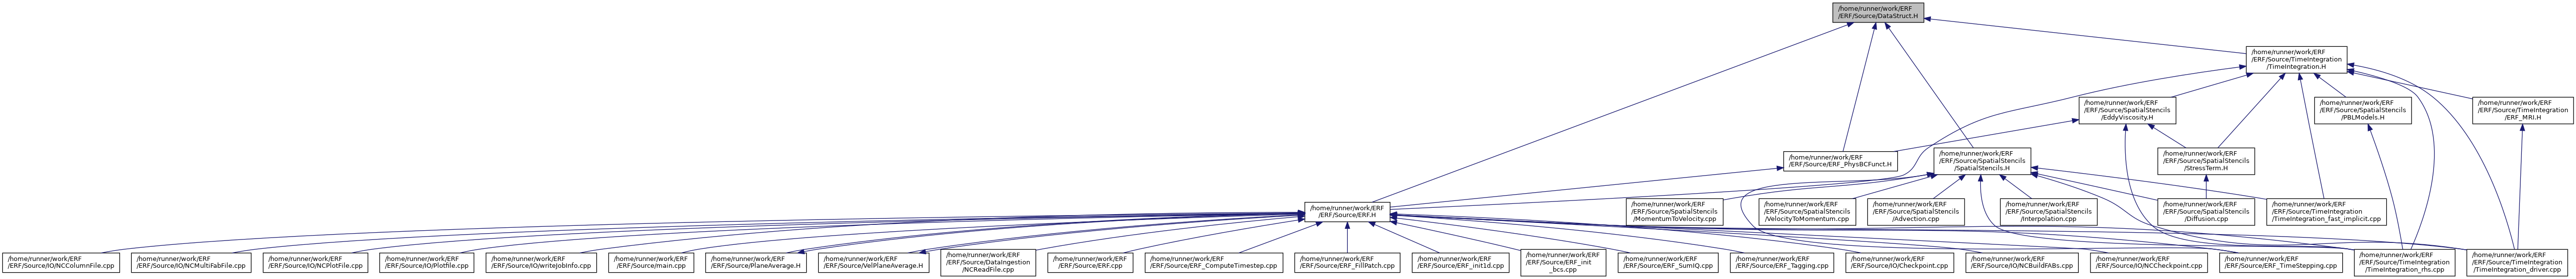 /home/runner/work/ERF
/ERF/Source/DataStruct.H
/home/runner/work/ERF
/ERF/Source/TimeIntegration
/TimeIntegration.H
/home/runner/work/ERF
/ERF/Source/SpatialStencils
/EddyViscosity.H
/home/runner/work/ERF
/ERF/Source/SpatialStencils
/PBLModels.H
/home/runner/work/ERF
/ERF/Source/TimeIntegration
/ERF_MRI.H
/home/runner/work/ERF
/ERF/Source/ERF_PhysBCFunct.H
/home/runner/work/ERF
/ERF/Source/SpatialStencils
/SpatialStencils.H
/home/runner/work/ERF
/ERF/Source/SpatialStencils
/StressTerm.H
/home/runner/work/ERF
/ERF/Source/ERF.H
/home/runner/work/ERF
/ERF/Source/SpatialStencils
/MomentumToVelocity.cpp
/home/runner/work/ERF
/ERF/Source/SpatialStencils
/VelocityToMomentum.cpp
/home/runner/work/ERF
/ERF/Source/SpatialStencils
/Advection.cpp
/home/runner/work/ERF
/ERF/Source/SpatialStencils
/Interpolation.cpp
/home/runner/work/ERF
/ERF/Source/SpatialStencils
/Diffusion.cpp
/home/runner/work/ERF
/ERF/Source/TimeIntegration
/TimeIntegration_fast_implicit.cpp
/home/runner/work/ERF
/ERF/Source/IO/NCColumnFile.cpp
/home/runner/work/ERF
/ERF/Source/IO/NCMultiFabFile.cpp
/home/runner/work/ERF
/ERF/Source/IO/NCPlotFile.cpp
/home/runner/work/ERF
/ERF/Source/IO/Plotfile.cpp
/home/runner/work/ERF
/ERF/Source/IO/writeJobInfo.cpp
/home/runner/work/ERF
/ERF/Source/main.cpp
/home/runner/work/ERF
/ERF/Source/PlaneAverage.H
/home/runner/work/ERF
/ERF/Source/VelPlaneAverage.H
/home/runner/work/ERF
/ERF/Source/DataIngestion
/NCReadFile.cpp
/home/runner/work/ERF
/ERF/Source/ERF.cpp
/home/runner/work/ERF
/ERF/Source/ERF_ComputeTimestep.cpp
/home/runner/work/ERF
/ERF/Source/ERF_FillPatch.cpp
/home/runner/work/ERF
/ERF/Source/ERF_init1d.cpp
/home/runner/work/ERF
/ERF/Source/ERF_init
_bcs.cpp
/home/runner/work/ERF
/ERF/Source/ERF_SumIQ.cpp
/home/runner/work/ERF
/ERF/Source/ERF_Tagging.cpp
/home/runner/work/ERF
/ERF/Source/IO/Checkpoint.cpp
/home/runner/work/ERF
/ERF/Source/IO/NCBuildFABs.cpp
/home/runner/work/ERF
/ERF/Source/IO/NCCheckpoint.cpp
/home/runner/work/ERF
/ERF/Source/ERF_TimeStepping.cpp
/home/runner/work/ERF
/ERF/Source/TimeIntegration
/TimeIntegration_rhs.cpp
/home/runner/work/ERF
/ERF/Source/TimeIntegration
/TimeIntegration_driver.cpp